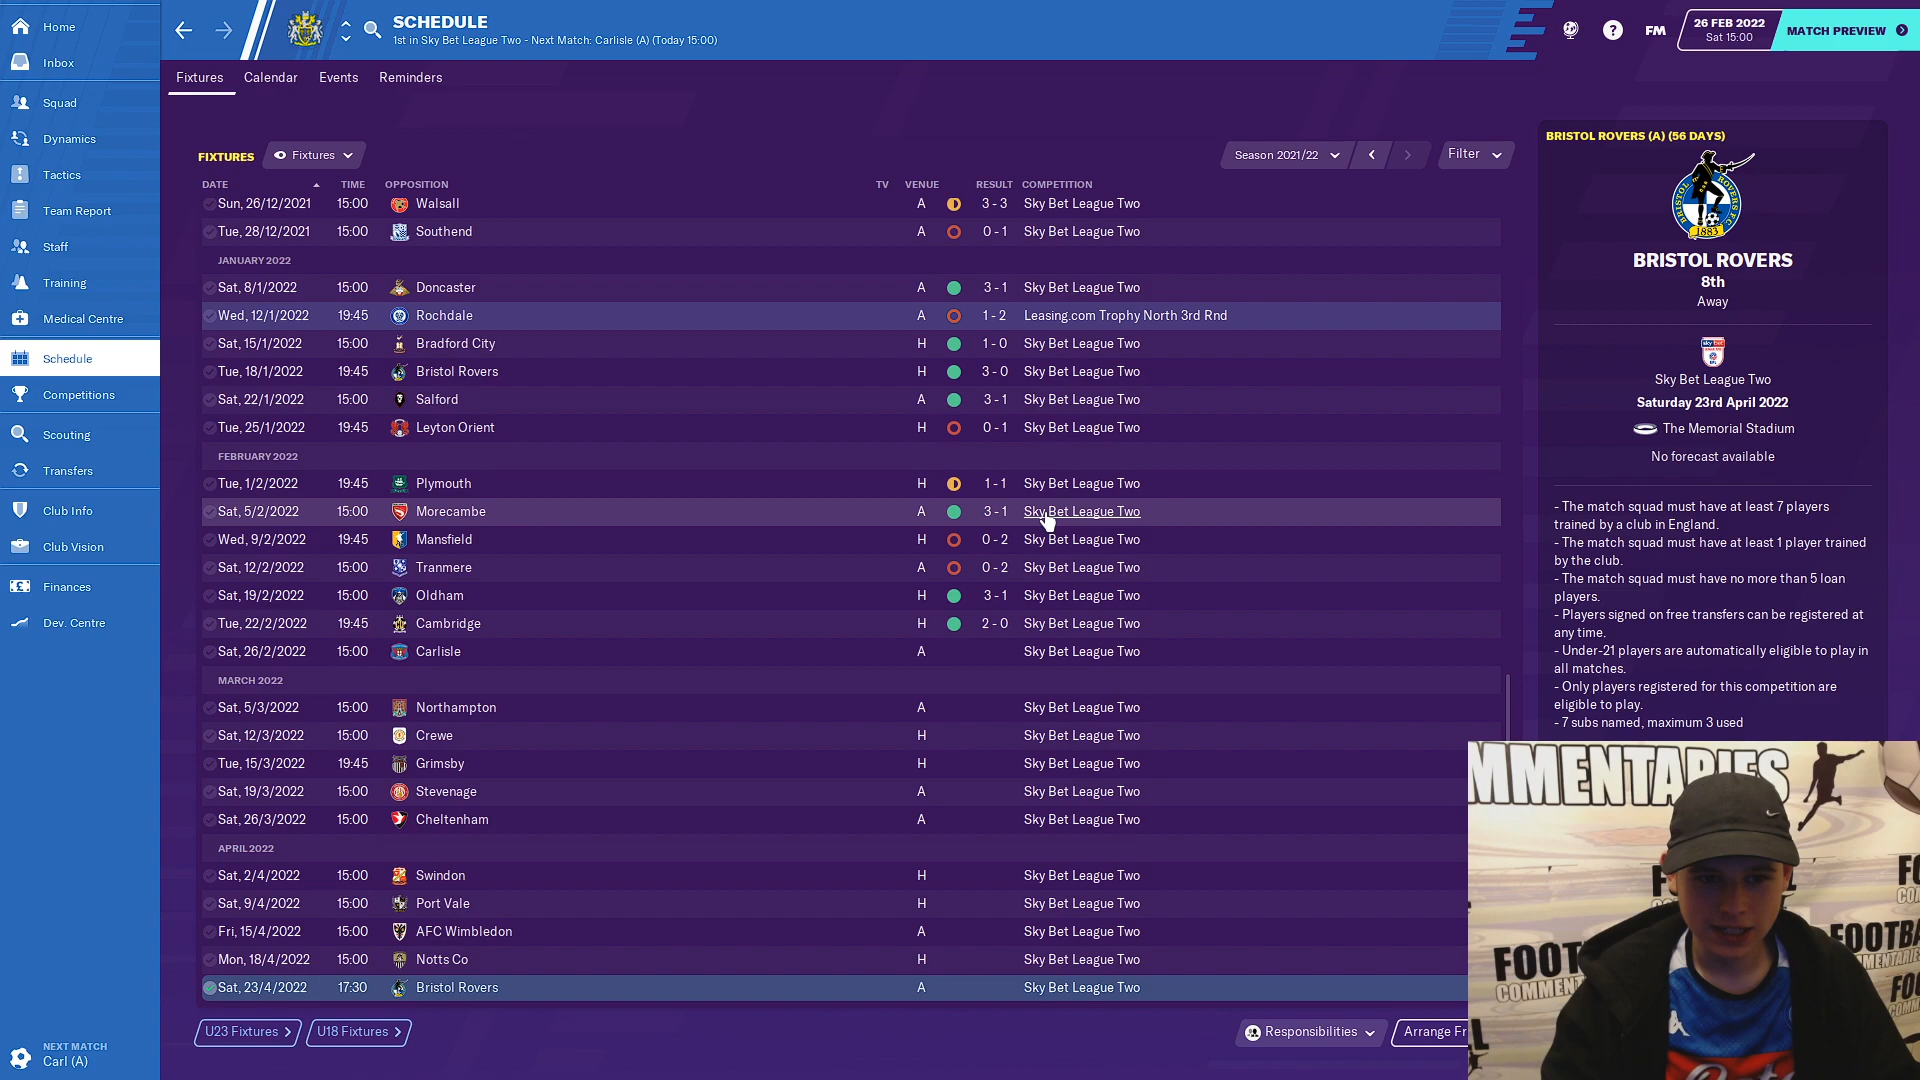 Home
Inbox
Squad
Dynamics
Tactics
Team Report
Staff
Training
Medical Centre
Schedule
Competitions
Scouting
Transfers
Club Info
Club Vision
Finances
Dev. Centre
NEXT MATCH
Carl (A)
SCHEDULE
1st in Sky Bet League Two - Next Match: Carlisle (A) (Today 15:00)
? FM
26 FEB 2022
Sat 15:00
MATCH PREVIEW
Fixtures Calendar Events Reminders
FIXTURES Fixtures Season 2021/22 Filter
DATE TIME OPPOSITION TV VENUE RESULT COMPETITION
Sun, 26/12/2021 15:00 Walsall A 3 - 3 Sky Bet League Two
Tue, 28/12/2021 15:00 Southend A 0 - 1 Sky Bet League Two
JANUARY 2022
Sat, 8/1/2022 15:00 Doncaster A 3 - 1 Sky Bet League Two
Wed, 12/1/2022 19:45 Rochdale A 1 - 2 Leasing.com Trophy North 3rd Rnd
Sat, 15/1/2022 15:00 Bradford City H 1 - 0 Sky Bet League Two
Tue, 18/1/2022 19:45 Bristol Rovers H 3 - 0 Sky Bet League Two
Sat, 22/1/2022 15:00 Salford A 3 - 1 Sky Bet League Two
Tue, 25/1/2022 19:45 Leyton Orient H 0 - 1 Sky Bet League Two
FEBRUARY 2022
Tue, 1/2/2022 19:45 Plymouth H 1 - 1 Sky Bet League Two
Sat, 5/2/2022 15:00 Morecambe A 3 - 1 Sky Bet League Two
Wed, 9/2/2022 19:45 Mansfield H 0 - 2 Sky Bet League Two
Sat, 12/2/2022 15:00 Tranmere A 0 - 2 Sky Bet League Two
Sat, 19/2/2022 15:00 Oldham H 3 - 1 Sky Bet League Two
Tue, 22/2/2022 19:45 Cambridge H 2 - 0 Sky Bet League Two
Sat, 26/2/2022 15:00 Carlisle A Sky Bet League Two
MARCH 2022
Sat, 5/3/2022 15:00 Northampton A Sky Bet League Two
Sat, 12/3/2022 15:00 Crewe H Sky Bet League Two
Tue, 15/3/2022 19:45 Grimsby H Sky Bet League Two
Sat, 19/3/2022 15:00 Stevenage A Sky Bet League Two
Sat, 26/3/2022 15:00 Cheltenham A Sky Bet League Two
APRIL 2022
Sat, 2/4/2022 15:00 Swindon H Sky Bet League Two
Sat, 9/4/2022 15:00 Port Vale H Sky Bet League Two
Fri, 15/4/2022 15:00 AFC Wimbledon A Sky Bet League Two
Mon, 18/4/2022 15:00 Notts Co H Sky Bet League Two
Sat, 23/4/2022 17:30 Bristol Rovers A Sky Bet League Two
U23 Fixtures U18 Fixtures Responsibilities Arrange Fr
BRISTOL ROVERS (A) (56 DAYS)
BRISTOL ROVERS F.C.
1883
BRISTOL ROVERS
8th
Away
sky bet
EFL
Sky Bet League Two
Saturday 23rd April 2022
The Memorial Stadium
No forecast available
- The match squad must have at least 7 players
trained by a club in England.
- The match squad must have at least 1 player trained
by the club.
- The match squad must have no more than 5 loan
players.
- Players signed on free transfers can be registered at
any time.
- Under-21 players are automatically eligible to play in
all matches.
- Only players registered for this competition are
eligible to play.
- 7 subs named, maximum 3 used
MMENTARIES
FOOT
COMMEN
FOOTBA
MMENTARIES